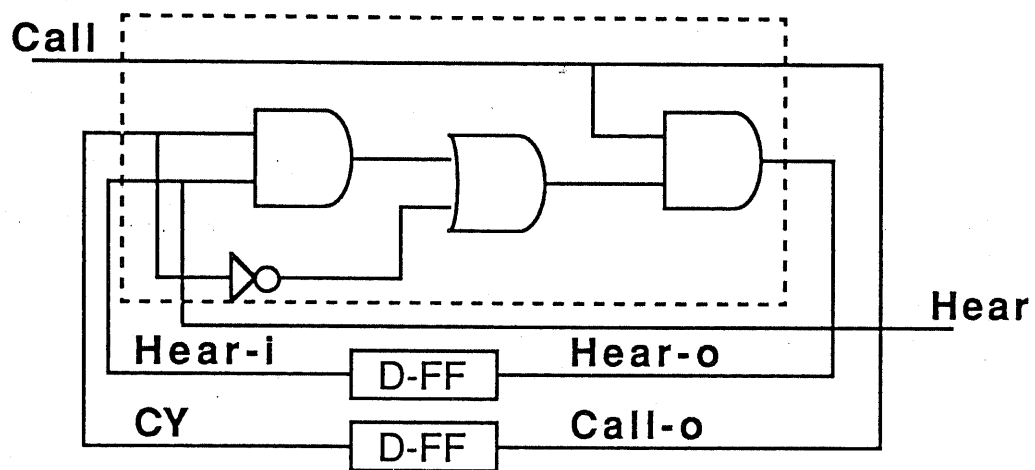 Call
Hear
Hear-i
D-FF
Hear-o
CY
D-FF
Call-o